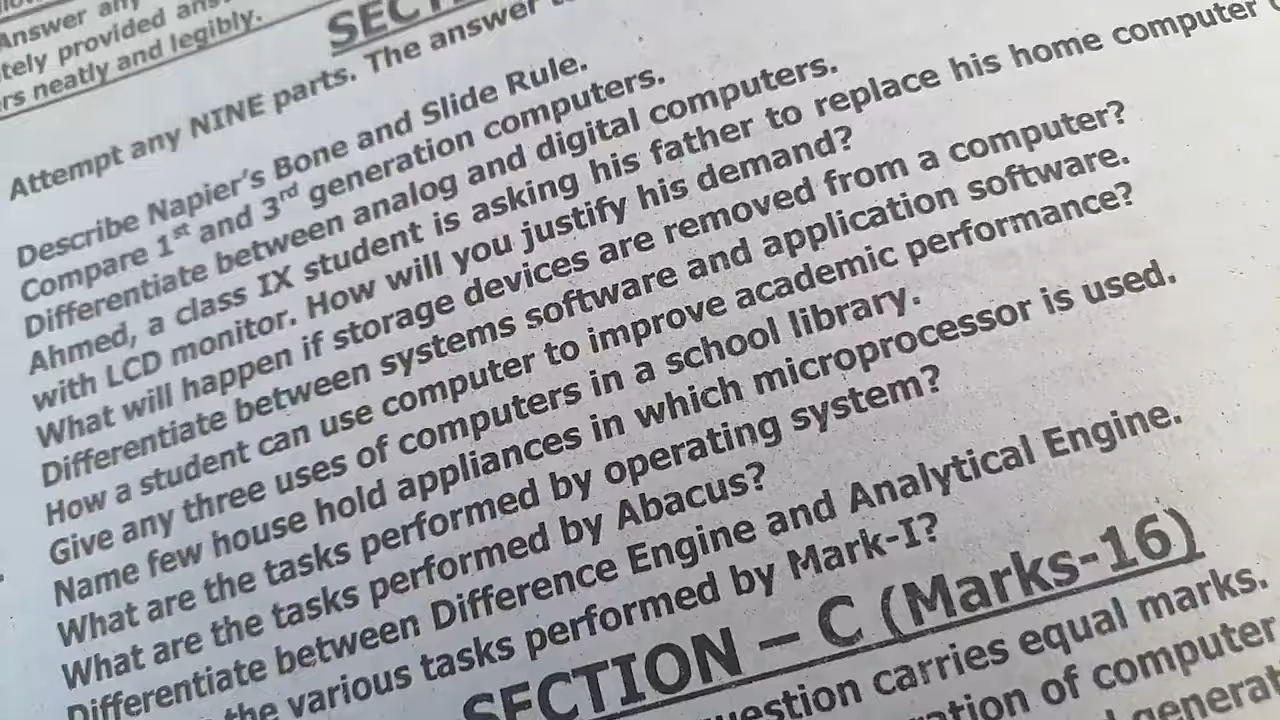 Answer any
tely provided ans
rs neatly and legibly.
SECT
Attempt any NINE parts. The answer
Describe Napier's Bone and Slide Rule.
Compare 1st and 3rd generation computers.
Differentiate between analog and digital computers.
Ahmed, a class IX student is asking his father to replace his home computer
with LCD monitor. How will you justify his demand?
What will happen if storage devices are removed from a computer?
Differentiate between systems software and application software.
How a student can use computer to improve academic performance?
Give any three uses of computers in a school library.
Name few house hold appliances in which microprocessor is used.
What are the tasks performed by operating system?
What are the tasks performed by Abacus?
Differentiate between Difference Engine and Analytical Engine.
the various tasks performed by Mark-I?
SECTION – C (Marks-16)
uestion carries equal marks.
ation of computer
generat